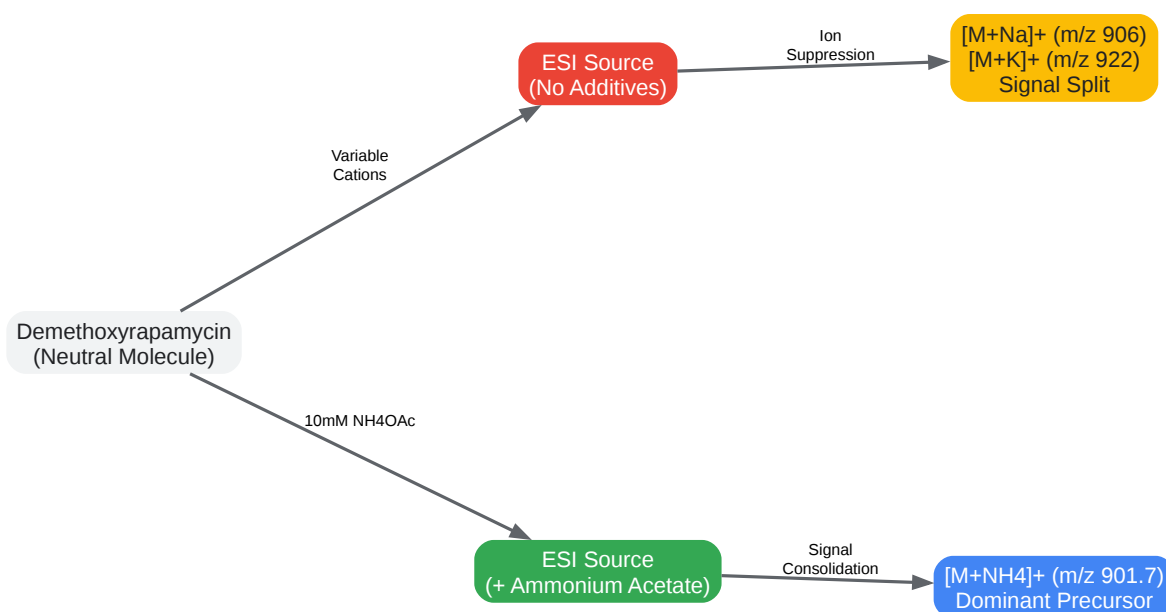 Ion
Suppression
[M+Na]+ (m/z 906)
[M+K]+ (m/z 922)
Signal Split
ESI Source
(No Additives)
Variable
Cations
Demethoxyrapamycin
(Neutral Molecule)
10mM NH4OAc
ESI Source
(+ Ammonium Acetate)
Signal
Consolidation
[M+NH4]+ (m/z 901.7)
Dominant Precursor